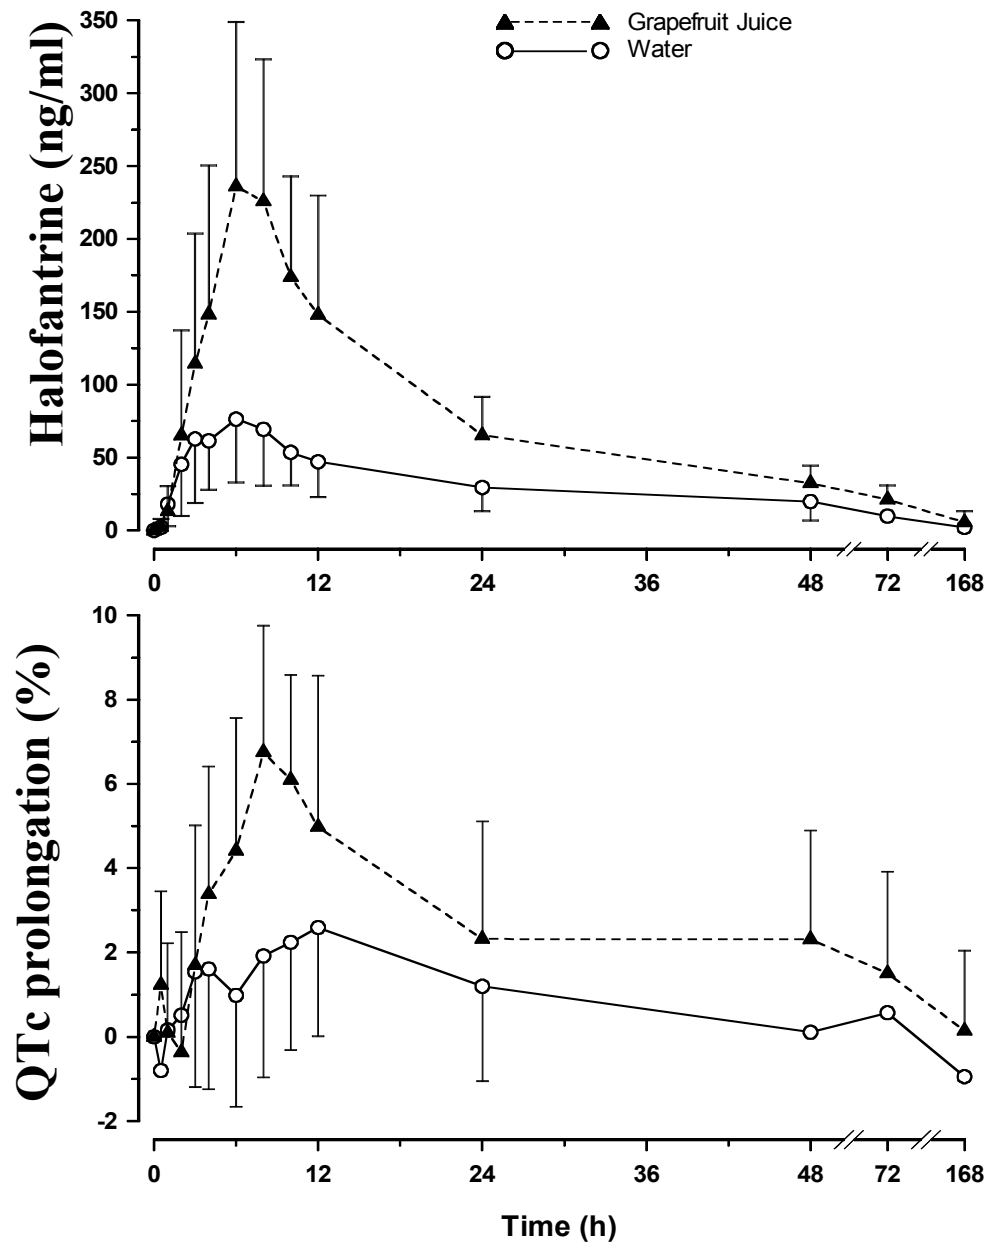 Grapefruit Juice
Water
Halofantrine (ng/ml)
350
300
250
200
150
100
50
0
0 12 24 36 48 72 168
QTc prolongation (%)
10
8
6
4
2
0
-2
0 12 24 36 48 72 168
Time (h)